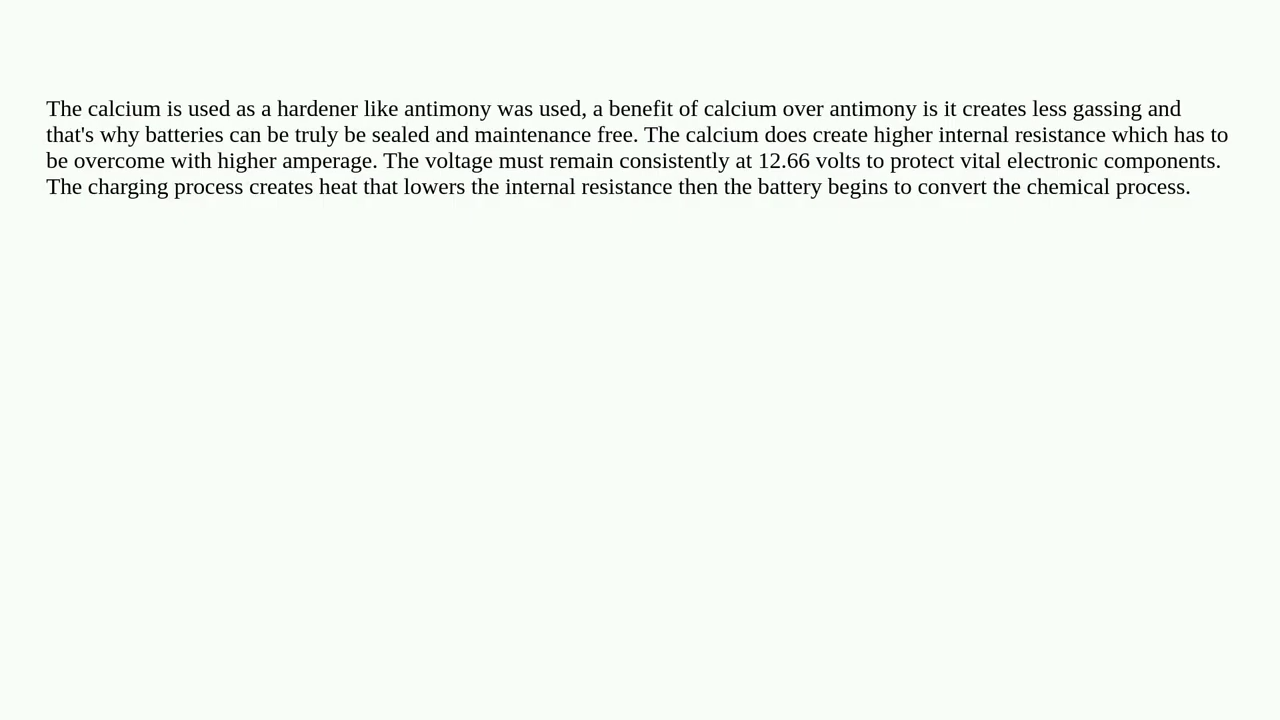 The calcium is used as a hardener like antimony was used, a benefit of calcium over antimony is it creates less gassing and
that's why batteries can be truly be sealed and maintenance free. The calcium does create higher internal resistance which has to
be overcome with higher amperage. The voltage must remain consistently at 12.66 volts to protect vital electronic components.
The charging process creates heat that lowers the internal resistance then the battery begins to convert the chemical process.